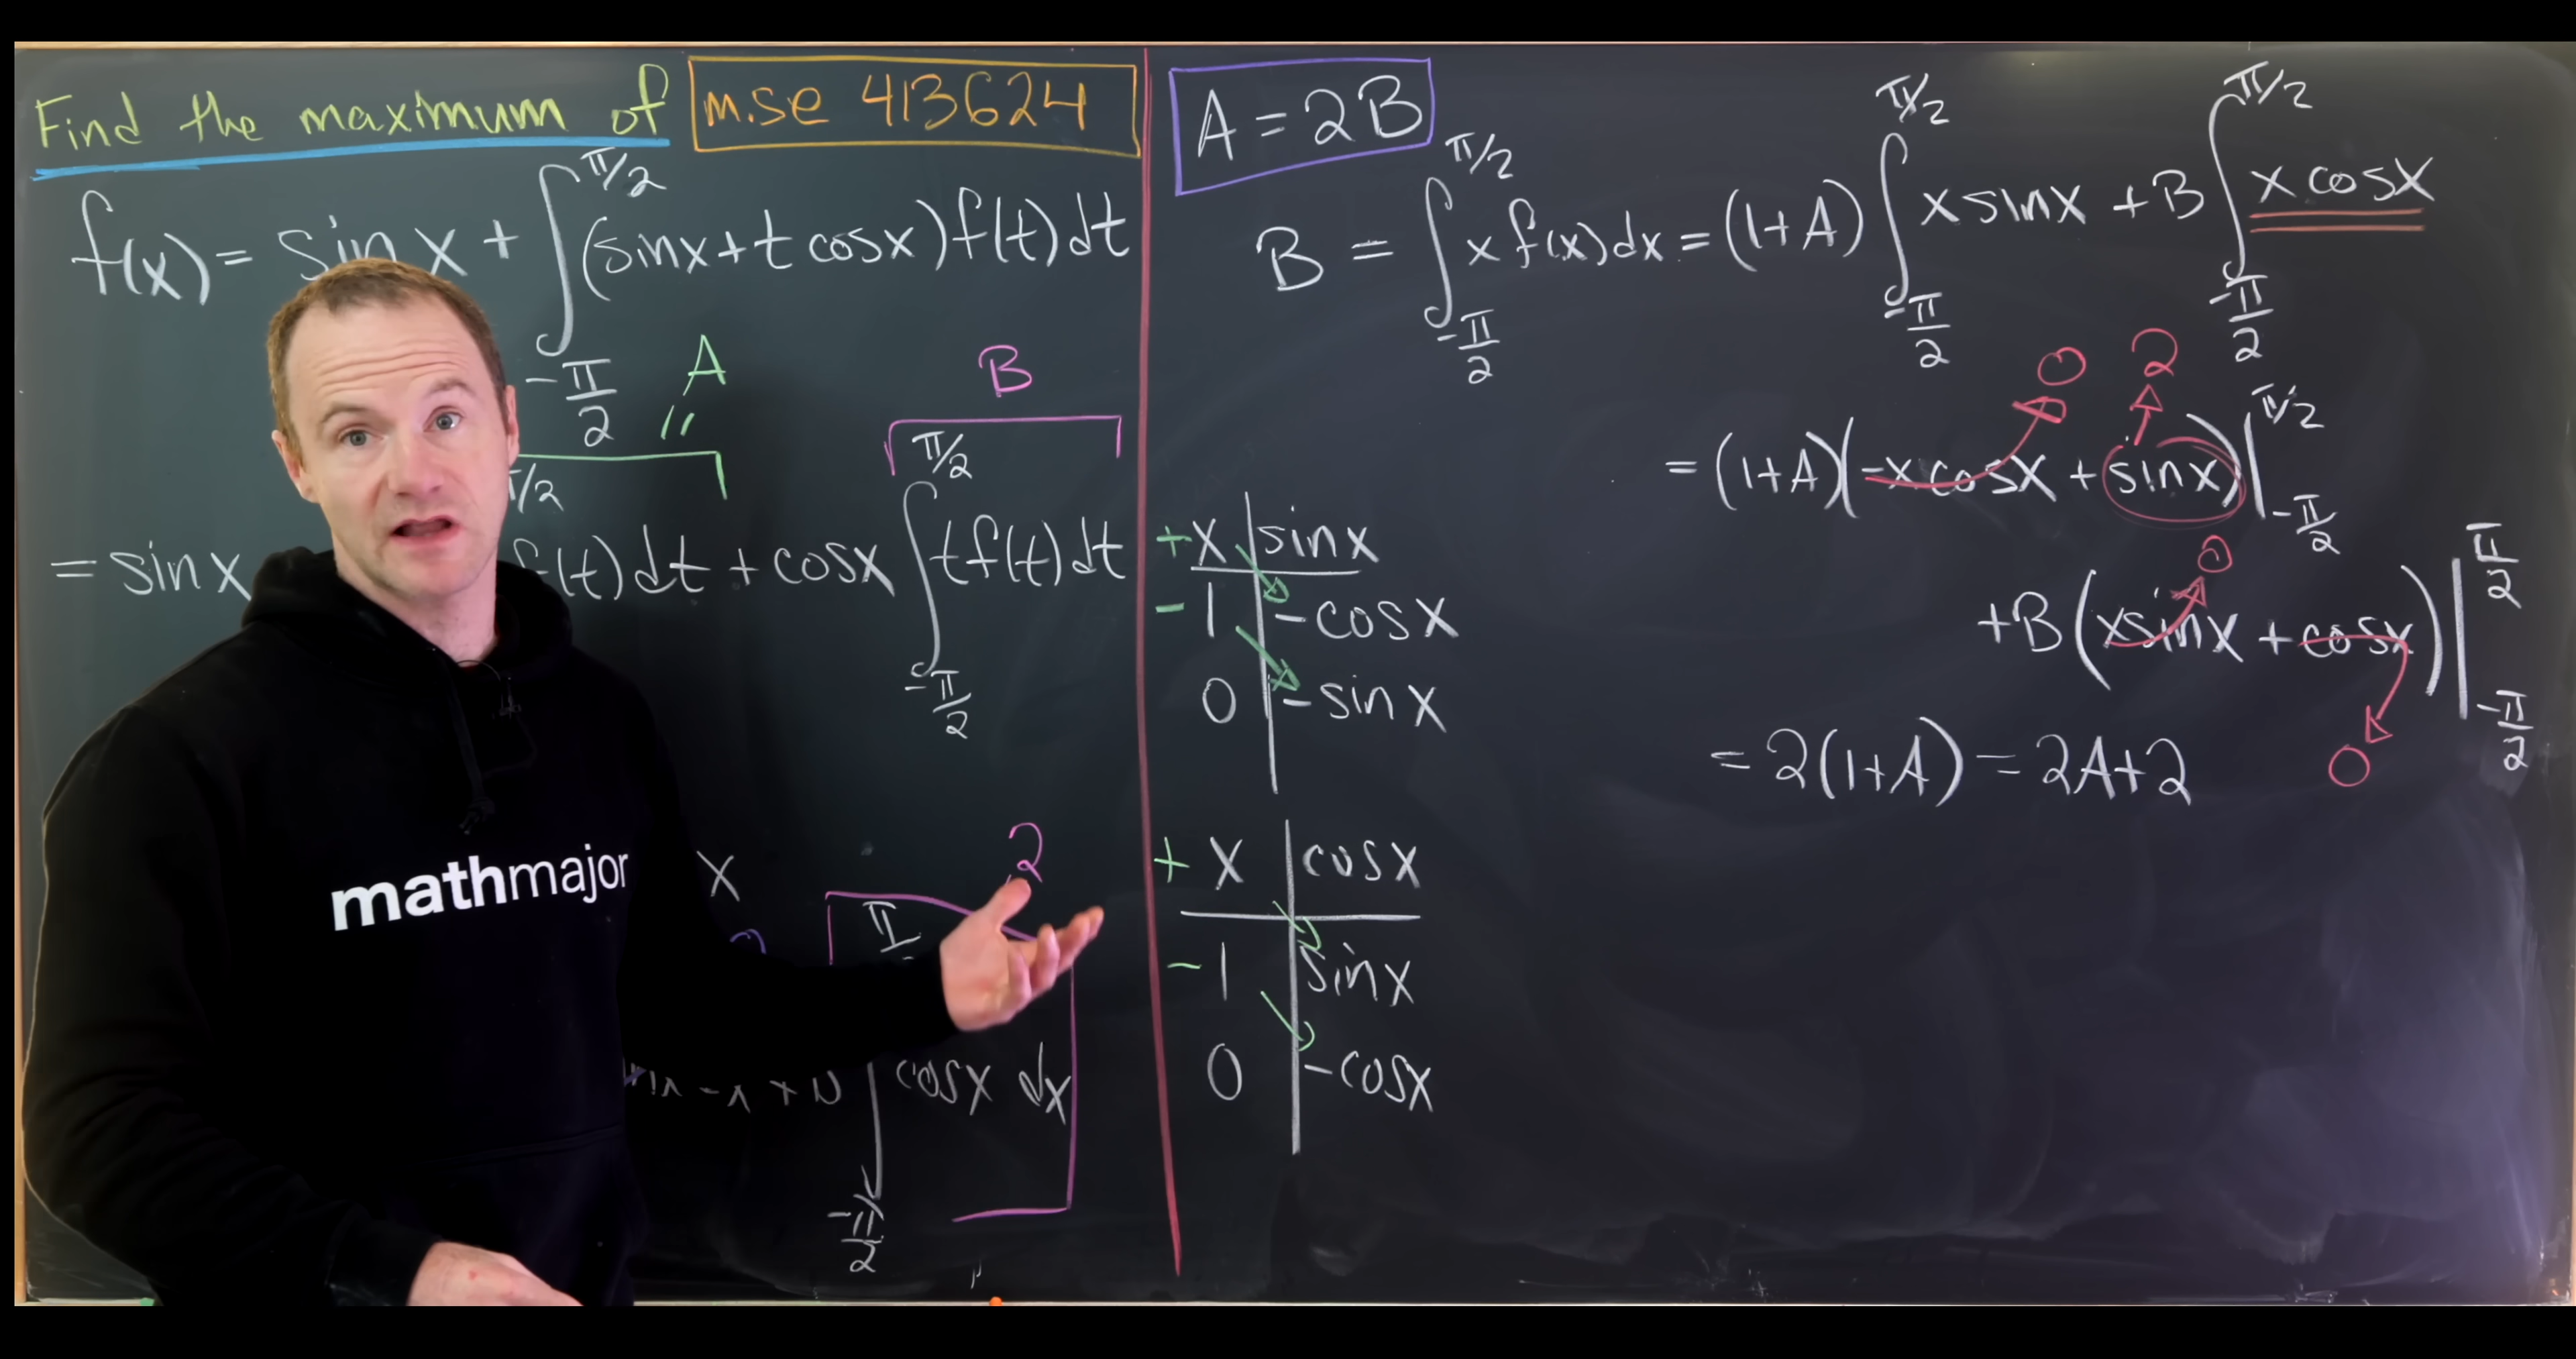 Find the maximum of
mse 413624
f(x) = sin x + ∫_{-π/2}^{π/2} (sin x + t cos x) f(t) dt
A
"
B
= sin x
π/2
f(t) dt + cos x ∫_{-π/2}^{π/2} t f(t) dt
mathmajor
x
2
π
cos x dx
-π/2
A = 2B
B = ∫_{-π/2}^{π/2} x f(x) dx = (1+A) ∫_{-π/2}^{π/2} x sin x + B ∫_{-π/2}^{π/2} x cos x
0 2
= (1+A)(-x cos x + sin x) |_{-π/2}^{π/2}
0
+B (x sin x + cos x) |_{-π/2}^{π/2}
0
= 2(1+A) = 2A+2
+ x sin x
- 1 -cos x
0 - sin x
+ x cos x
- 1 sin x
0 -cos x